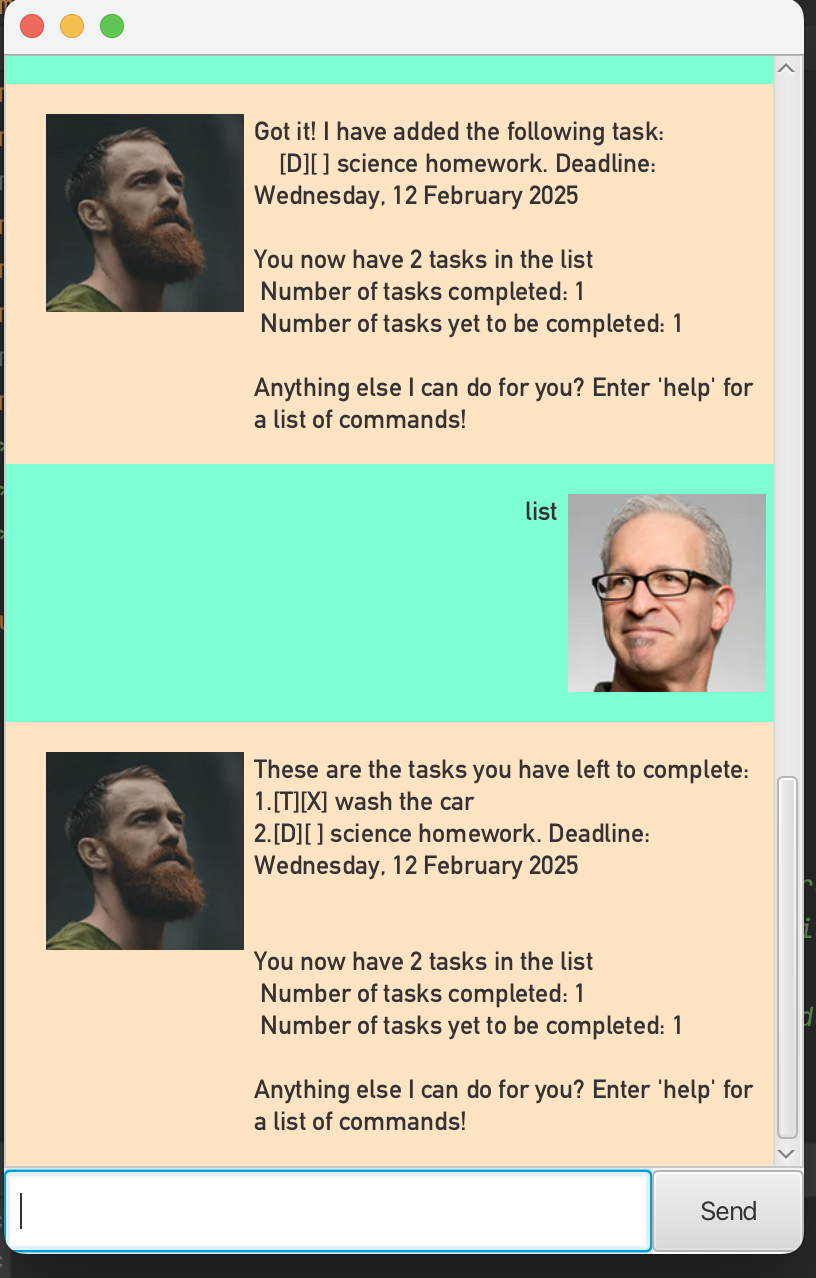 Got it! I have added the following task:
[D][ ] science homework. Deadline:
Wednesday, 12 February 2025
You now have 2 tasks in the list
Number of tasks completed: 1
Number of tasks yet to be completed: 1
Anything else I can do for you? Enter 'help' for
a list of commands!
list
These are the tasks you have left to complete:
1.[T][X] wash the car
2.[D][ ] science homework. Deadline:
Wednesday, 12 February 2025
You now have 2 tasks in the list
Number of tasks completed: 1
Number of tasks yet to be completed: 1
Anything else I can do for you? Enter 'help' for
a list of commands!
Send